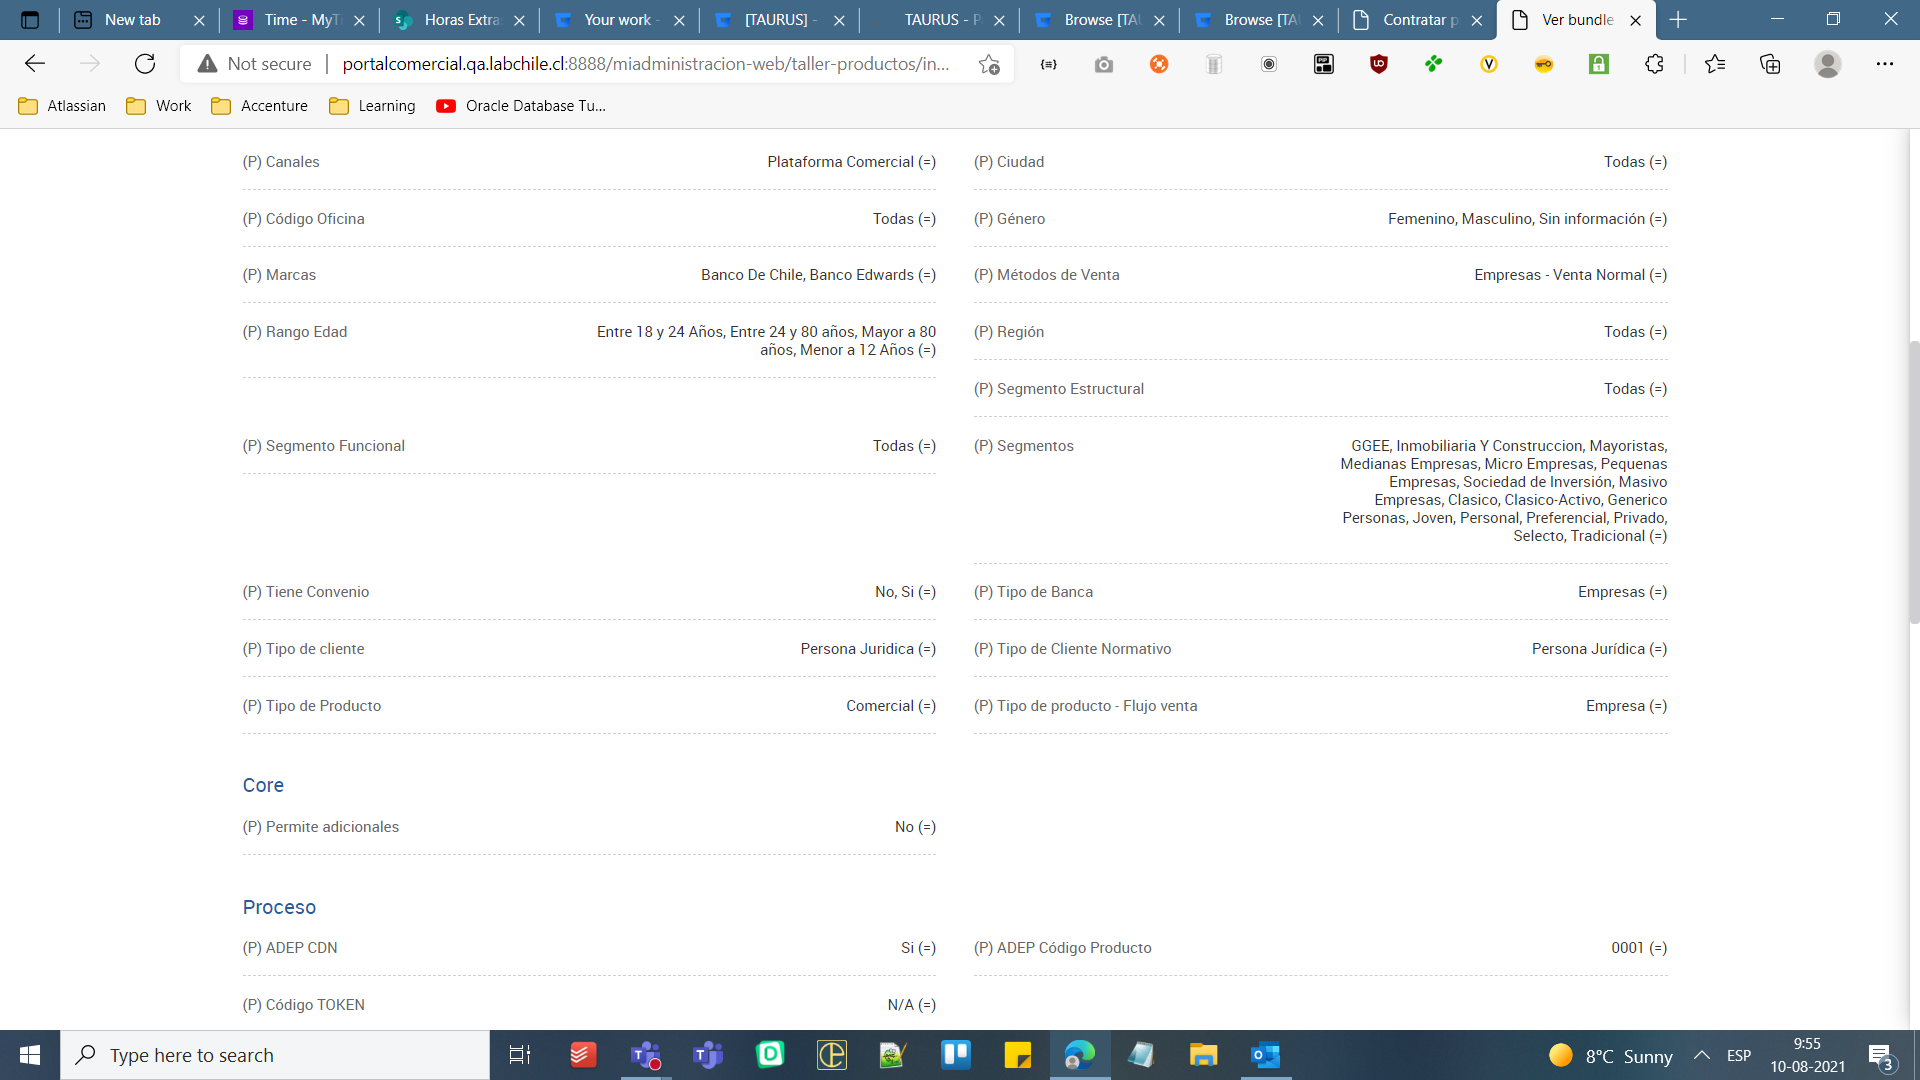 New tab
Time - MyTi
Horas Extra
Your work -
[TAURUS] -
TAURUS - P
Browse [TAU
Browse [TAU
Contratar p
Ver bundle
Not secure
portalcomercial.qa.labchile.cl:8888/miadministracion-web/taller-productos/in...
Atlassian
Work
Accenture
Learning
Oracle Database Tu...
(P) Canales
Plataforma Comercial (=)
(P) Ciudad
Todas (=)
(P) Código Oficina
Todas (=)
(P) Género
Femenino, Masculino, Sin información (=)
(P) Marcas
Banco De Chile, Banco Edwards (=)
(P) Métodos de Venta
Empresas - Venta Normal (=)
(P) Rango Edad
Entre 18 y 24 Años, Entre 24 y 80 años, Mayor a 80
años, Menor a 12 Años (=)
(P) Región
Todas (=)
(P) Segmento Estructural
Todas (=)
(P) Segmento Funcional
Todas (=)
(P) Segmentos
GGEE, Inmobiliaria Y Construccion, Mayoristas,
Medianas Empresas, Micro Empresas, Pequenas
Empresas, Sociedad de Inversión, Masivo
Empresas, Clasico, Clasico-Activo, Generico
Personas, Joven, Personal, Preferencial, Privado,
Selecto, Tradicional (=)
(P) Tiene Convenio
No, Si (=)
(P) Tipo de Banca
Empresas (=)
(P) Tipo de cliente
Persona Juridica (=)
(P) Tipo de Cliente Normativo
Persona Jurídica (=)
(P) Tipo de Producto
Comercial (=)
(P) Tipo de producto - Flujo venta
Empresa (=)
Core
(P) Permite adicionales
No (=)
Proceso
(P) ADEP CDN
Si (=)
(P) ADEP Código Producto
0001 (=)
(P) Código TOKEN
N/A (=)
Type here to search
8°C Sunny
ESP
9:55
10-08-2021
3